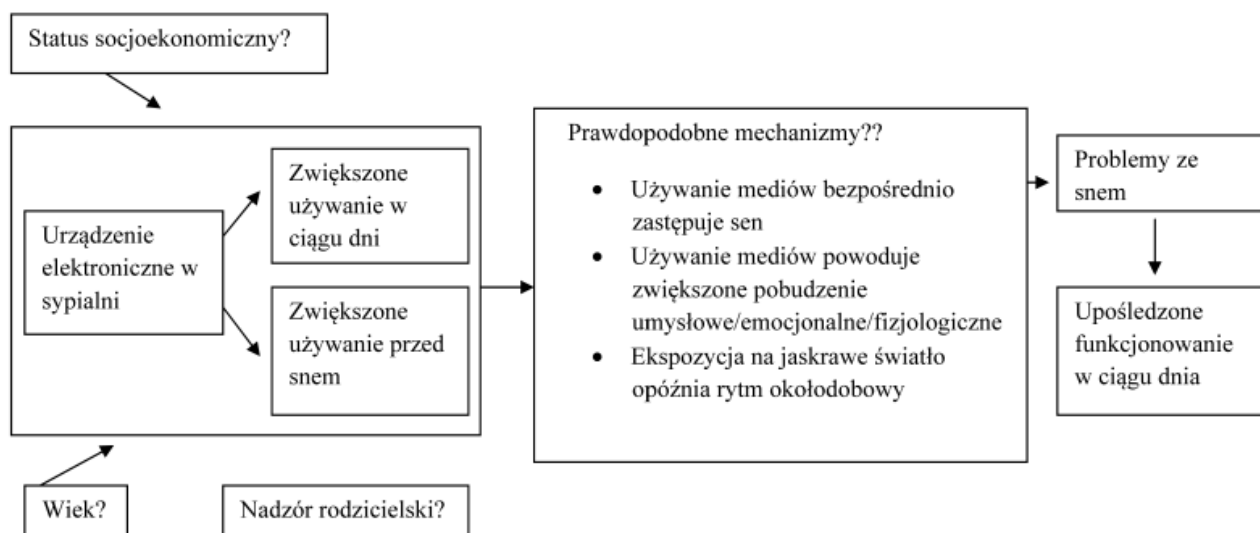 Status socjoekonomiczny?
Urządzenie
elektroniczne w
sypialni
Zwiększone
używanie w
ciągu dni
Zwiększone
używanie przed
snem
Prawdopodobne mechanizmy??
• Używanie mediów bezpośrednio
zastępuje sen
• Używanie mediów powoduje
zwiększone pobudzenie
umysłowe/emocjonalne/fizjologiczne
• Ekspozycja na jaskrawe światło
opóźnia rytm okołodobowy
Problemy ze
snem
Upośledzone
funkcjonowanie
w ciągu dnia
Wiek?
Nadzór rodzicielski?